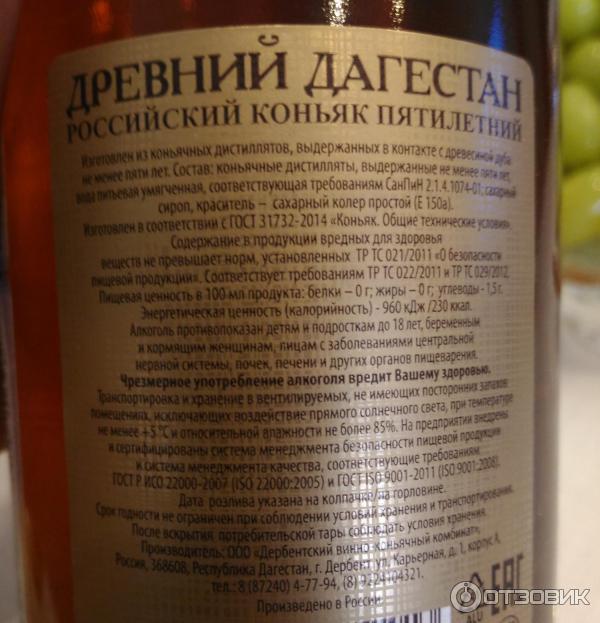 ДРЕВНИЙ ДАГЕСТАН
РОССИЙСКИЙ КОНЬЯК ПЯТИЛЕТНИЙ
Изготовлен из коньячных дистиллятов, выдержанных в контакте с древесиной дуба
не менее пяти лет. Состав: коньячные дистилляты, выдержанные не менее пяти лет,
вода питьевая умягченная, соответствующая требованиям СанПиН 2.1.4.1074-01; сахарный
сироп, краситель – сахарный колер простой (Е 150а).
Изготовлен в соответствии с ГОСТ 31732-2014 «Коньяк. Общие технические условия».
Содержание в продукции вредных для здоровья
веществ не превышает норм, установленных ТР ТС 021/2011 «О безопасности
пищевой продукции». Соответствует требованиям ТР ТС 022/2011 и ТР ТС 029/2012.
Пищевая ценность в 100 мл продукта: белки – 0 г; жиры – 0 г; углеводы - 1,5 г.
Энергетическая ценность (калорийность) - 960 кДж /230 ккал.
Алкоголь противопоказан детям и подросткам до 18 лет, беременным
и кормящим женщинам, лицам с заболеваниями центральной
нервной системы, почек, печени и других органов пищеварения.
Чрезмерное употребление алкоголя вредит Вашему здоровью.
Транспортировка и хранение в вентилируемых, не имеющих посторонних запахов
помещениях, исключающих воздействие прямого солнечного света, при температуре
не менее +5 °С и относительной влажности не более 85%. На предприятии внедрены
и сертифицированы система менеджмента безопасности пищевой продукции
и система менеджмента качества, соответствующие требованиям
ГОСТ Р ИСО 22000-2007 (ISO 22000:2005) и ГОСТ ISO 9001-2011 (ISO 9001:2008).
Дата розлива указана на колпачке/на горловине.
Срок годности не ограничен при соблюдении условий хранения и транспортирования.
После вскрытия потребительской тары соблюдать условия хранения.
Производитель: ООО «Дербентский винно-коньячный комбинат»,
Россия, 368608, Республика Дагестан, г. Дербент, ул. Карьерная, д. 1, корпус А,
тел.: 8 (87240) 4-77-94, (8) 9224104321.
Произведено в России.
ALU
ЕАС
ОТЗОВИК